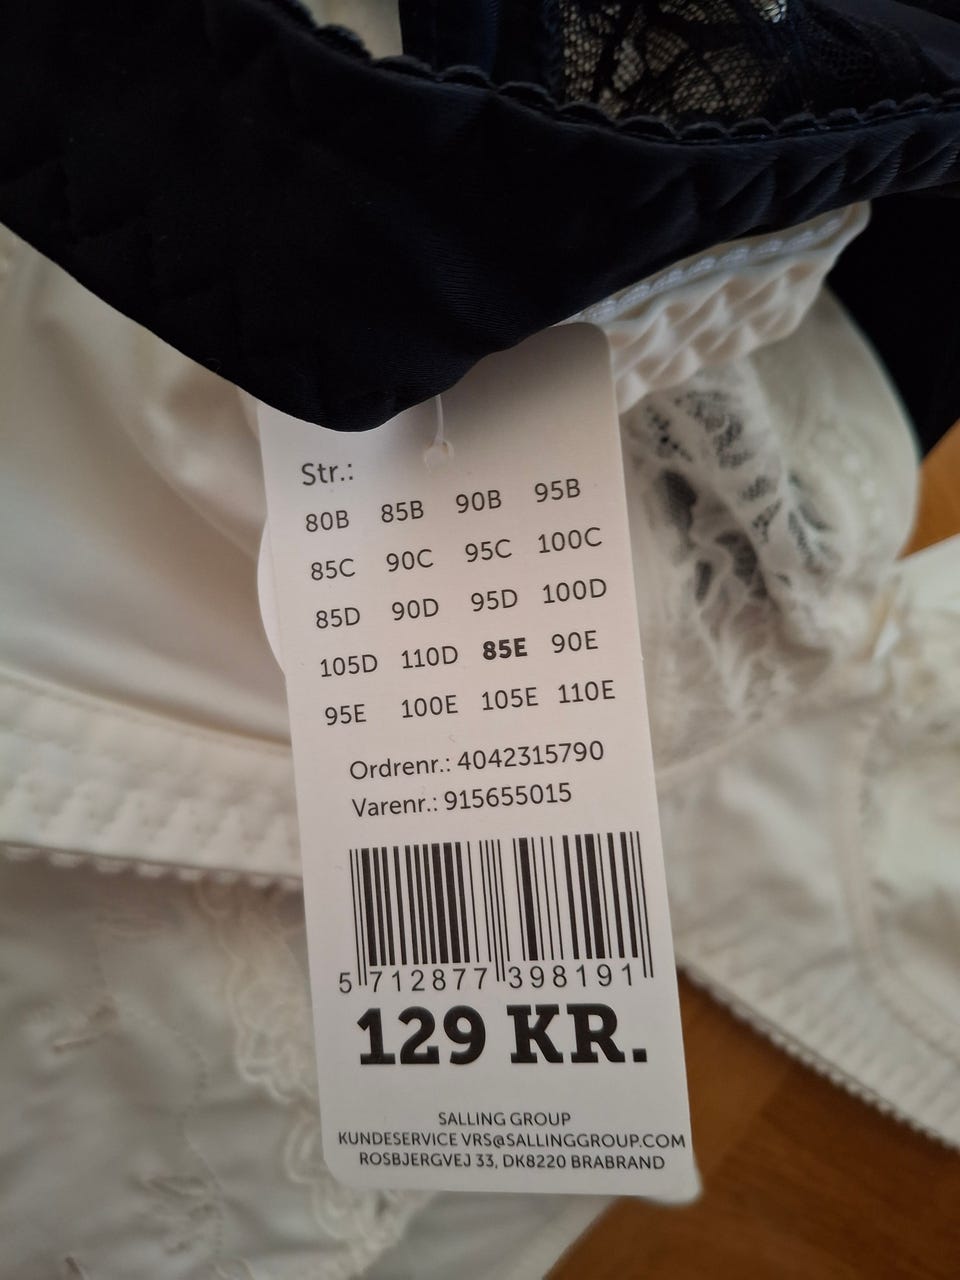 Str.:
80B 85B 90B 95B
85C 90C 95C 100C
85D 90D 95D 100D
105D 110D 85E 90E
95E 100E 105E 110E
Ordrenr.: 4042315790
Varenr.: 915655015
5 712877 398191
129 KR.
SALLING GROUP
KUNDESERVICE VRS@SALLINGGROUP.COM
ROSBJERGVEJ 33, DK8220 BRABRAND